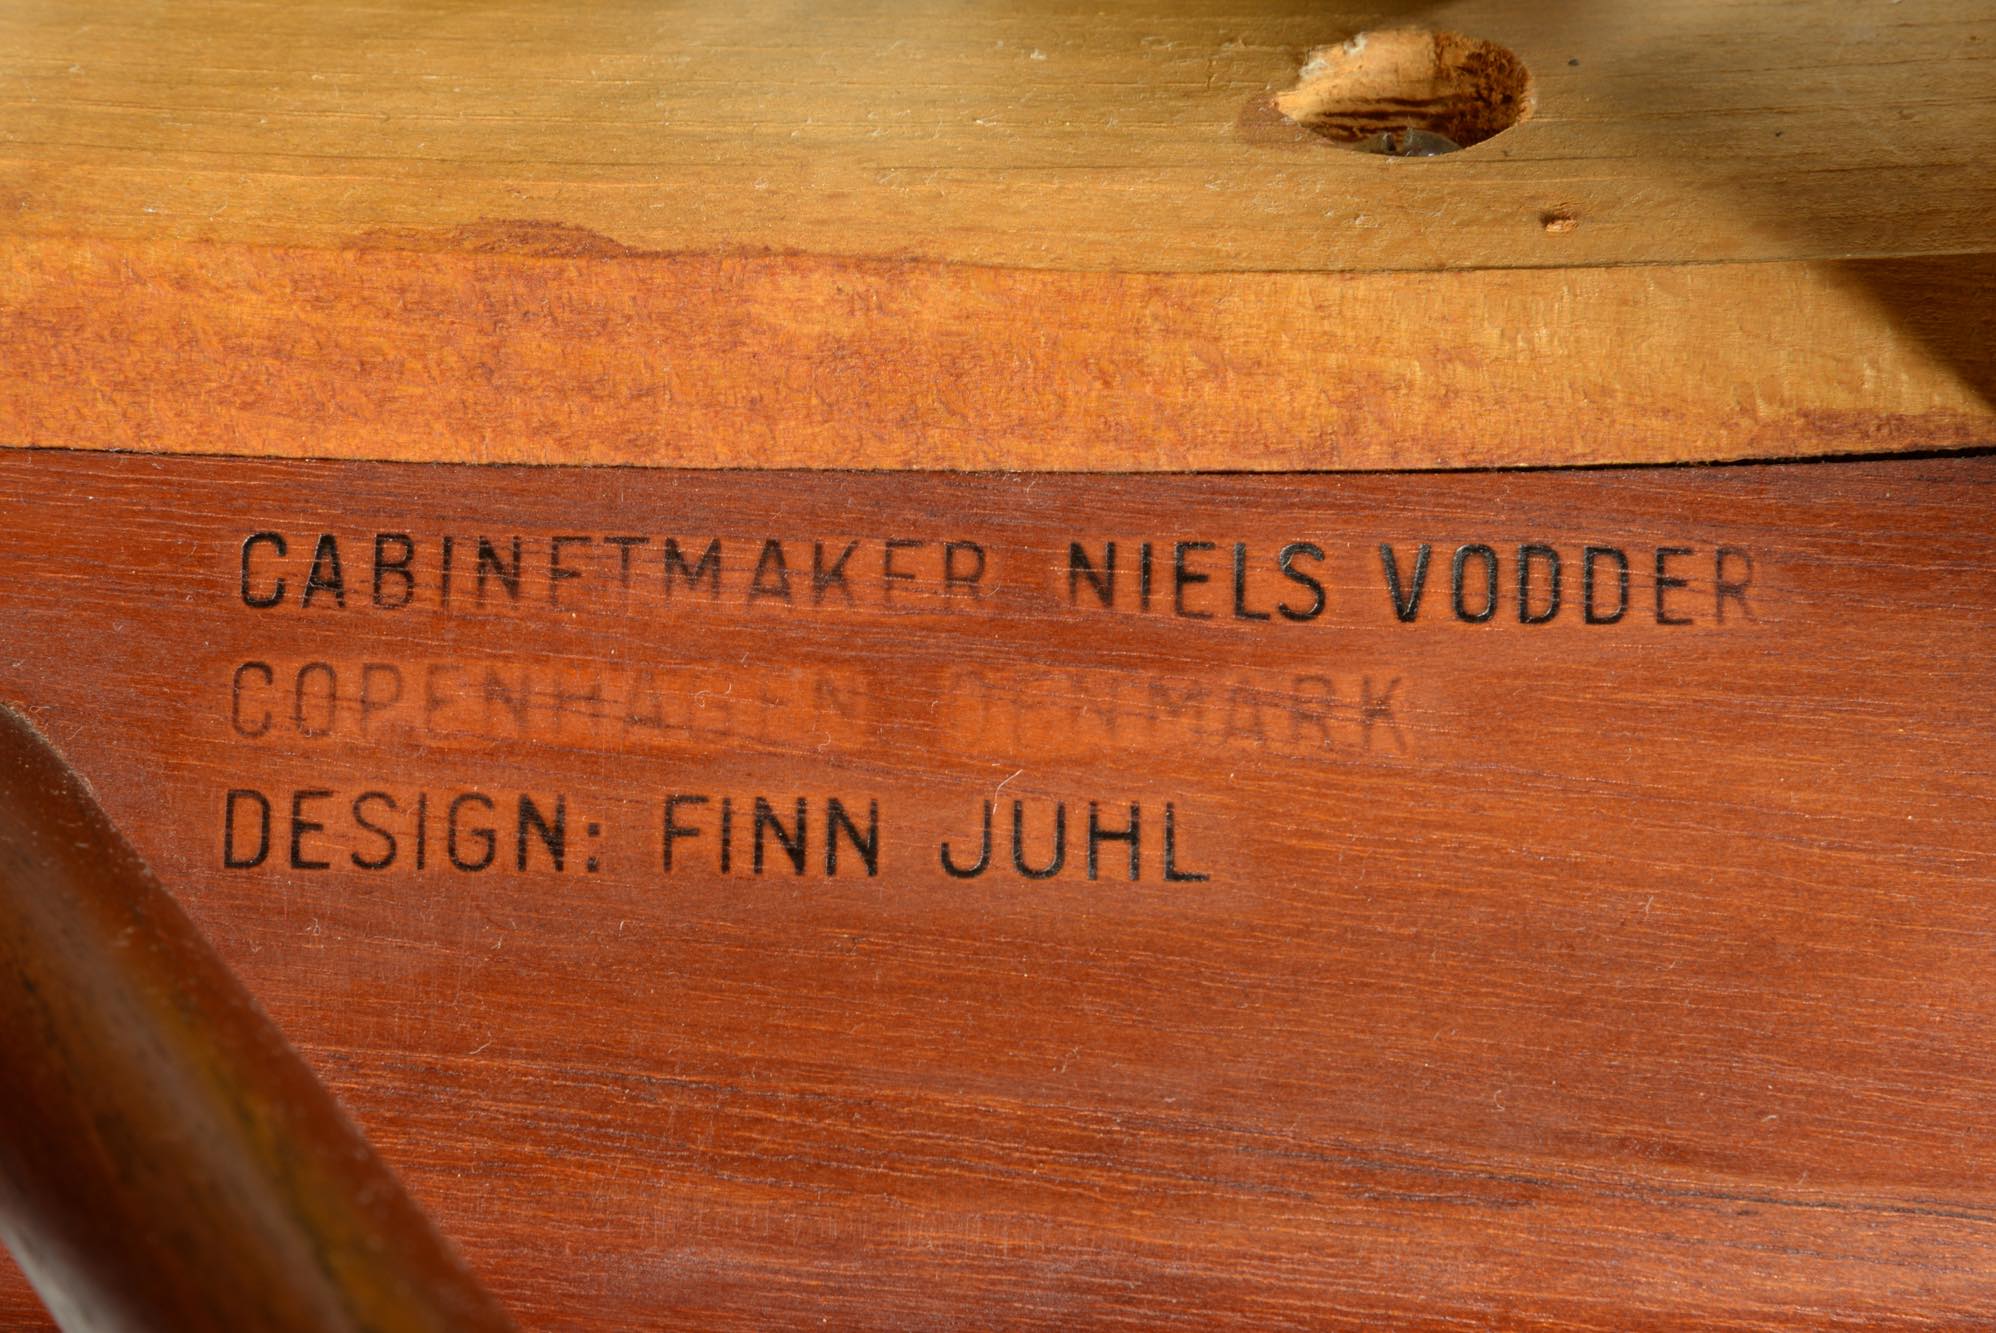 CABINETMAKER NIELS VODDER
COPENHAGEN DENMARK
DESIGN: FINN JUHL